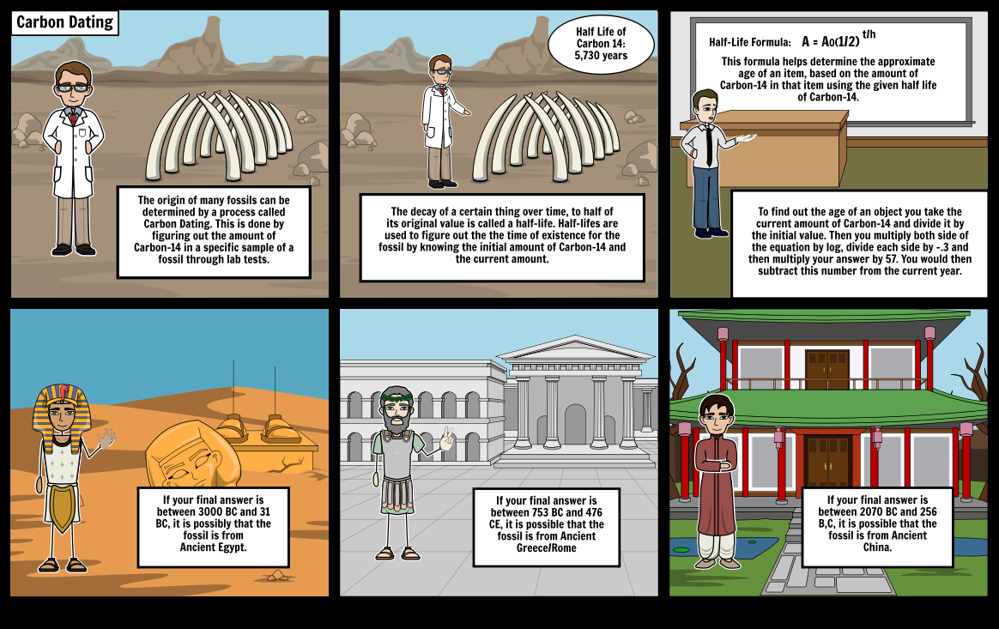 Carbon Dating
The origin of many fossils can be
determined by a process called
Carbon Dating. This is done by
figuring out the amount of
Carbon-14 in a specific sample of a
fossil through lab tests.
Half Life of
Carbon 14:
5,730 years
The decay of a certain thing over time, to half of
its original value is called a half-life. Half-lifes are
used to figure out the the time of existence for the
fossil by knowing the initial amount of Carbon-14 and
the current amount.
Half-Life Formula: A = A0(1/2) t/h
This formula helps determine the approximate
age of an item, based on the amount of
Carbon-14 in that item using the given half life
of Carbon-14.
To find out the age of an object you take the
current amount of Carbon-14 and divide it by
the initial value. Then you multiply both side of
the equation by log, divide each side by -.3 and
then multiply your answer by 57. You would then
subtract this number from the current year.
If your final answer is
between 3000 BC and 31
BC, it is possibly that the
fossil is from
Ancient Egypt.
If your final answer is
between 753 BC and 476
CE, it is possible that the
fossil is from Ancient
Greece/Rome
If your final answer is
between 2070 BC and 256
B,C, it is possible that the
fossil is from Ancient
China.